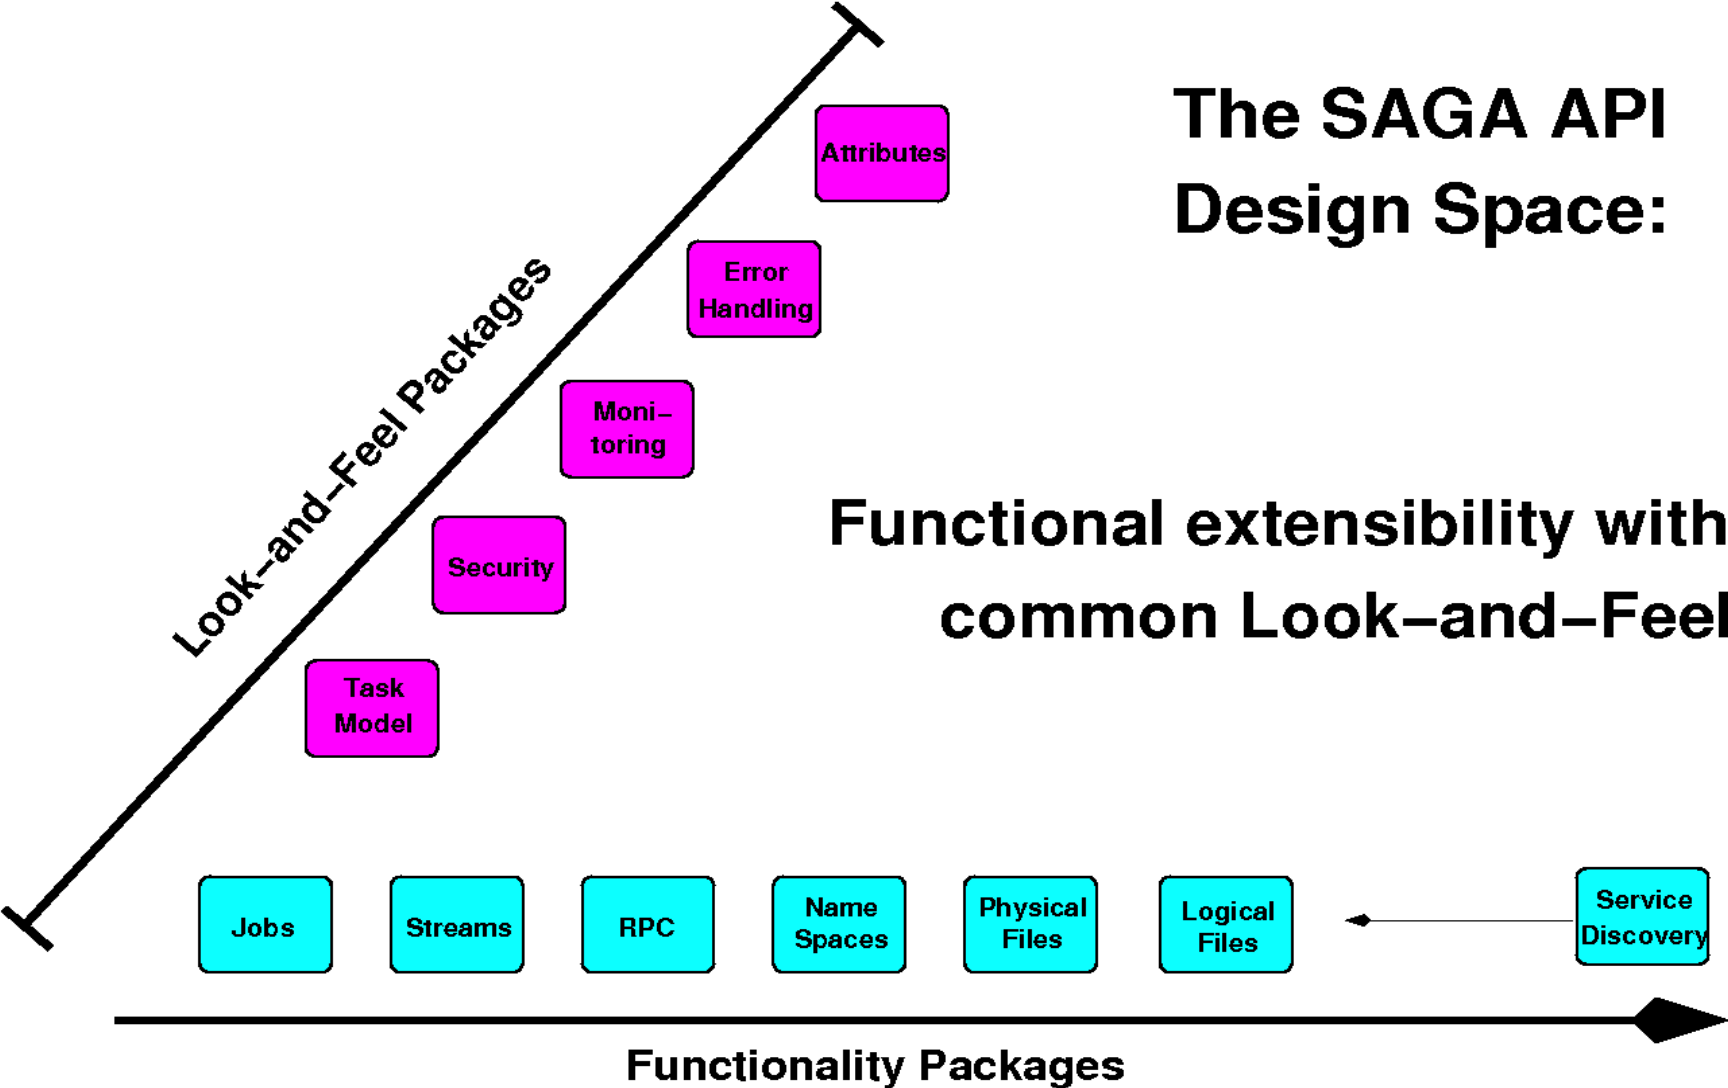 The SAGA API
Design Space:
Attributes
Error
Handling
Look–and–Feel Packages
Moni–
toring
Functional extensibility with
common Look–and–Feel
Security
Task
Model
Jobs
Streams
RPC
Name
Spaces
Physical
Files
Logical
Files
Service
Discovery
Functionality Packages